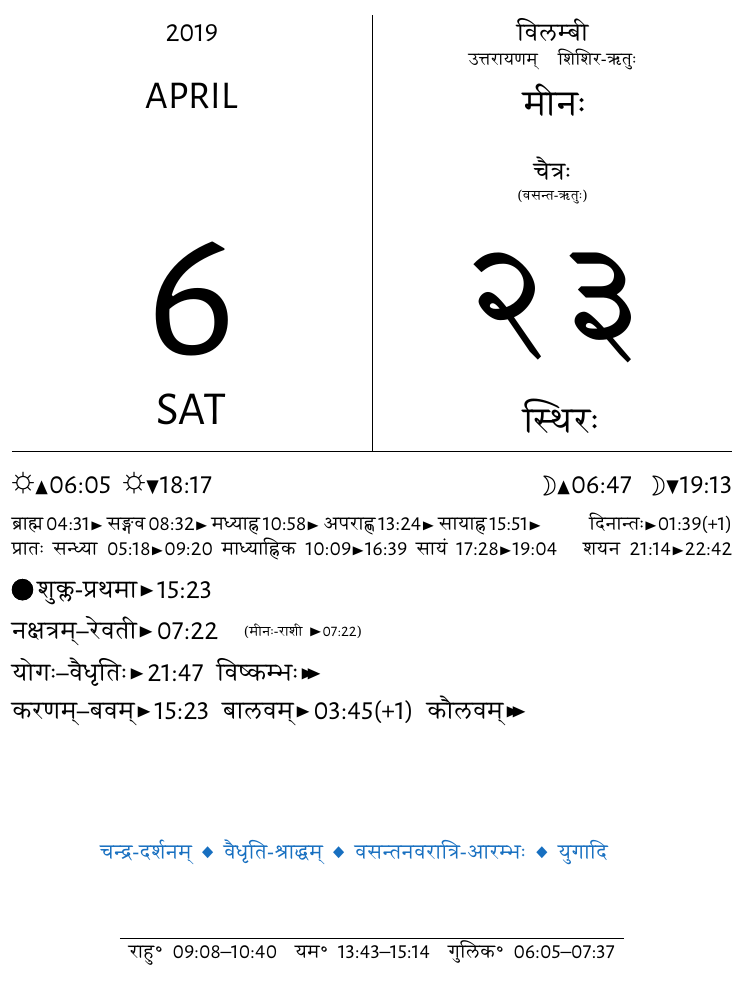 2019
APRIL
6
SAT
विलम्बी
उत्तरायणम् शिशिर-ऋतुः
मीनः
चैत्रः
(वसन्त-ऋतुः)
२३
स्थिरः
☼▲06:05 ☼▼18:17 ☽▲06:47 ☽▼19:13
ब्राह्म 04:31► सङ्गव 08:32► मध्याह्न 10:58► अपराह्ण 13:24► सायाह्न 15:51► दिनान्तः►01:39(+1)
प्रातः सन्ध्या 05:18►09:20 माध्याह्निक 10:09►16:39 सायं 17:28►19:04 शयन 21:14►22:42
शुक्ल-प्रथमा►15:23
नक्षत्रम्–रेवती► 07:22 (मीनः-राशी ►07:22)
योगः–वैधृतिः► 21:47 विष्कम्भः►►
करणम्–बवम्►15:23 बालवम्► 03:45(+1) कौलवम्►►
चन्द्र-दर्शनम् ◆ वैधृति-श्राद्धम् ◆ वसन्तनवरात्रि-आरम्भः ◆ युगादि
राहु° 09:08–10:40 यम° 13:43–15:14 गुलिक° 06:05–07:37